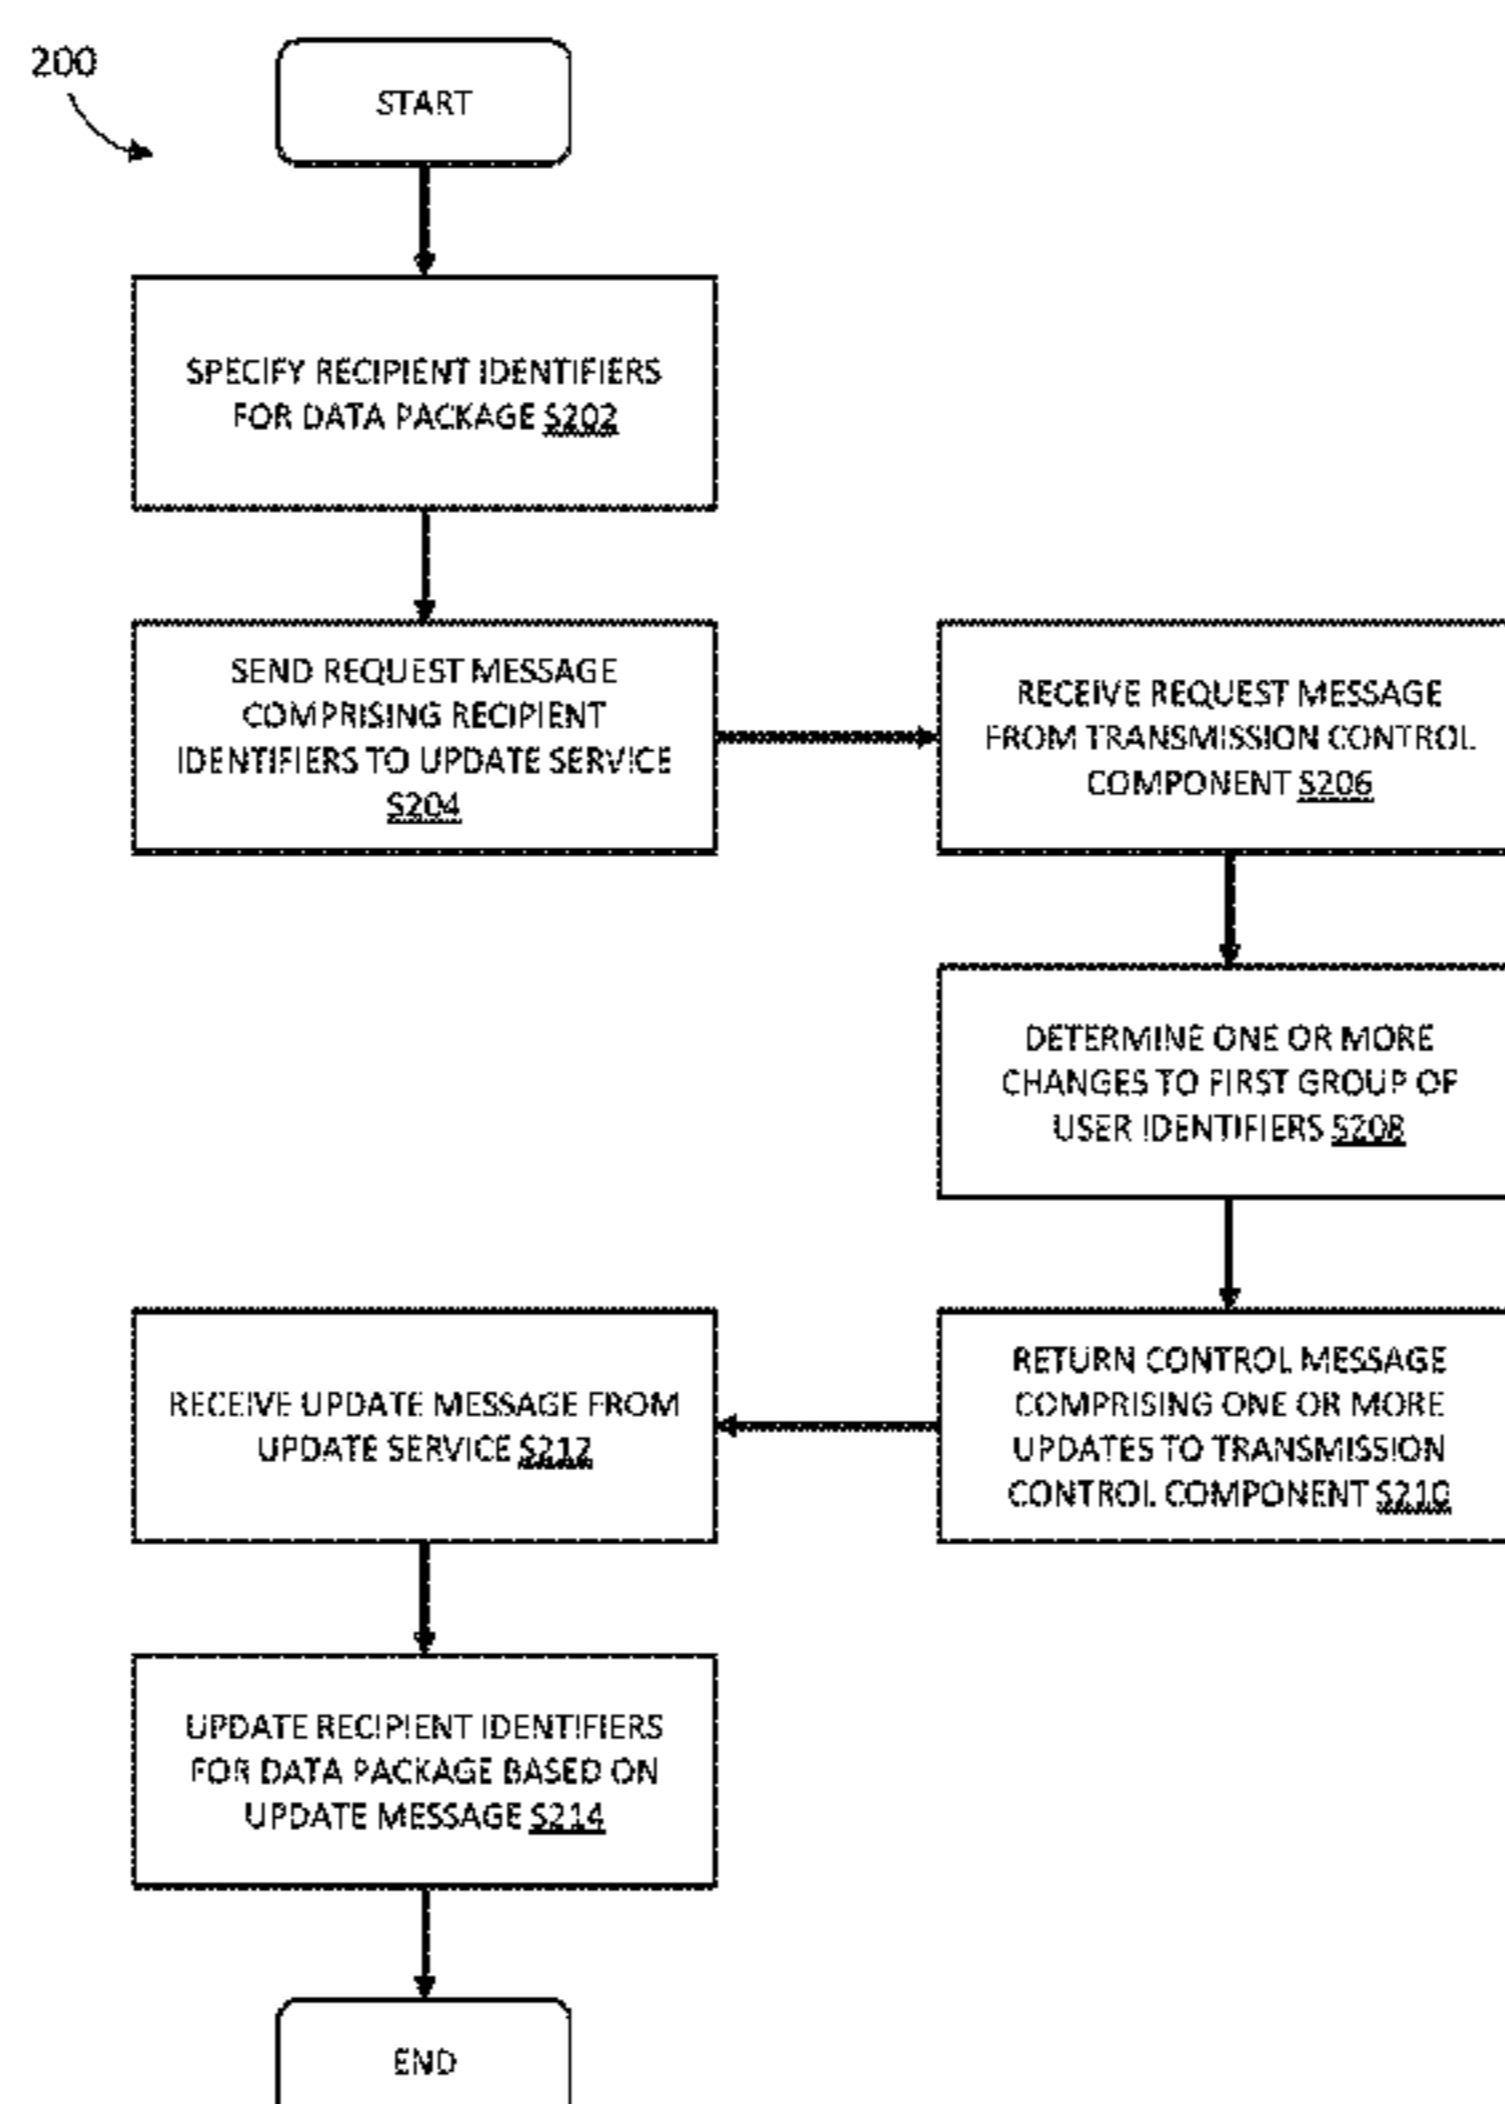 200
START
SPECIFY RECIPIENT IDENTIFIERS
FOR DATA PACKAGE S202
SEND REQUEST MESSAGE
COMPRISING RECIPIENT
IDENTIFIERS TO UPDATE SERVICE
S204
RECEIVE REQUEST MESSAGE
FROM TRANSMISSION CONTROL
COMPONENT S206
DETERMINE ONE OR MORE
CHANGES TO FIRST GROUP OF
USER IDENTIFIERS S208
RETURN CONTROL MESSAGE
COMPRISING ONE OR MORE
UPDATES TO TRANSMISSION
CONTROL COMPONENT S210
RECEIVE UPDATE MESSAGE FROM
UPDATE SERVICE S212
UPDATE RECIPIENT IDENTIFIERS
FOR DATA PACKAGE BASED ON
UPDATE MESSAGE S214
END